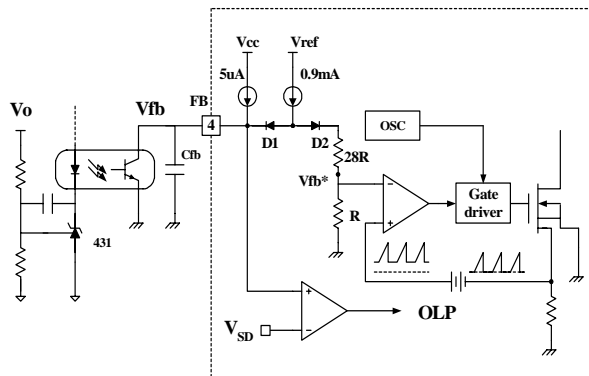 Vcc
Vref
5uA
0.9mA
Vo
Vfb
FB
4
OSC
D1
D2
Cfb
28R
Vfb*
R
Gate
driver
431
V_SD
OLP